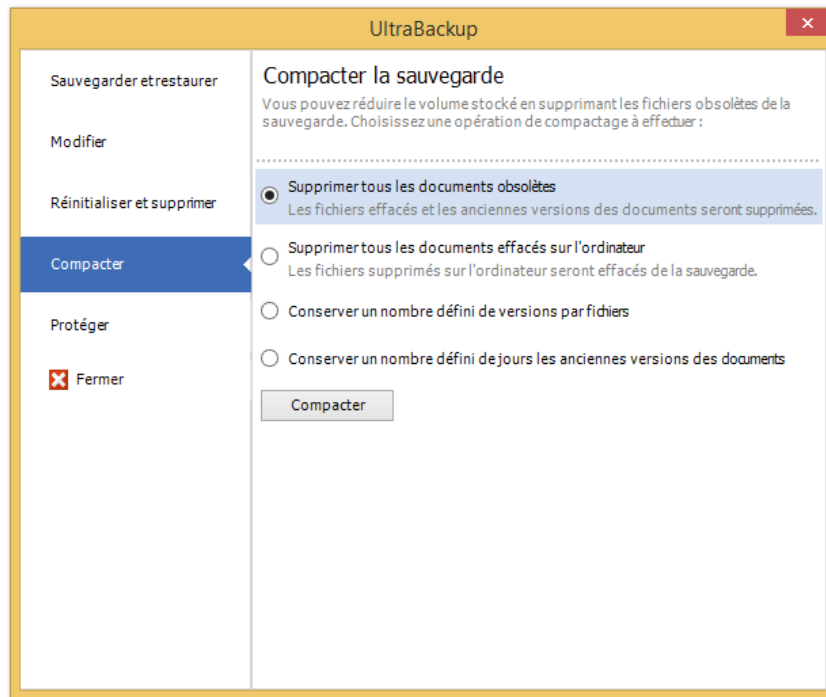 UltraBackup
Sauvegarder et restaurer
Modifier
Réinitialiser et supprimer
Compacter
Protéger
Fermer
Compacter la sauvegarde
Vous pouvez réduire le volume stocké en supprimant les fichiers obsolètes de la
sauvegarde. Choisissez une opération de compactage à effectuer :
Supprimer tous les documents obsolètes
Les fichiers effacés et les anciennes versions des documents seront supprimées.
Supprimer tous les documents effacés sur l'ordinateur
Les fichiers supprimés sur l'ordinateur seront effacés de la sauvegarde.
Conserver un nombre défini de versions par fichiers
Conserver un nombre défini de jours les anciennes versions des documents
Compacter